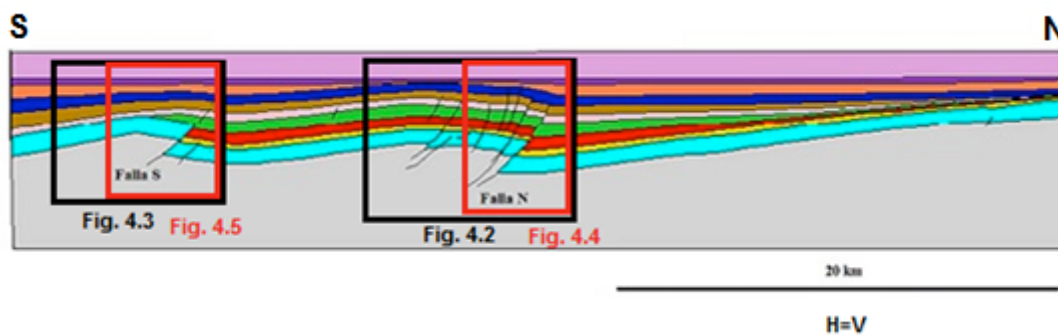 S
N
Falla S
Falla N
Fig. 4.3
Fig. 4.5
Fig. 4.2
Fig. 4.4
20 km
H=V